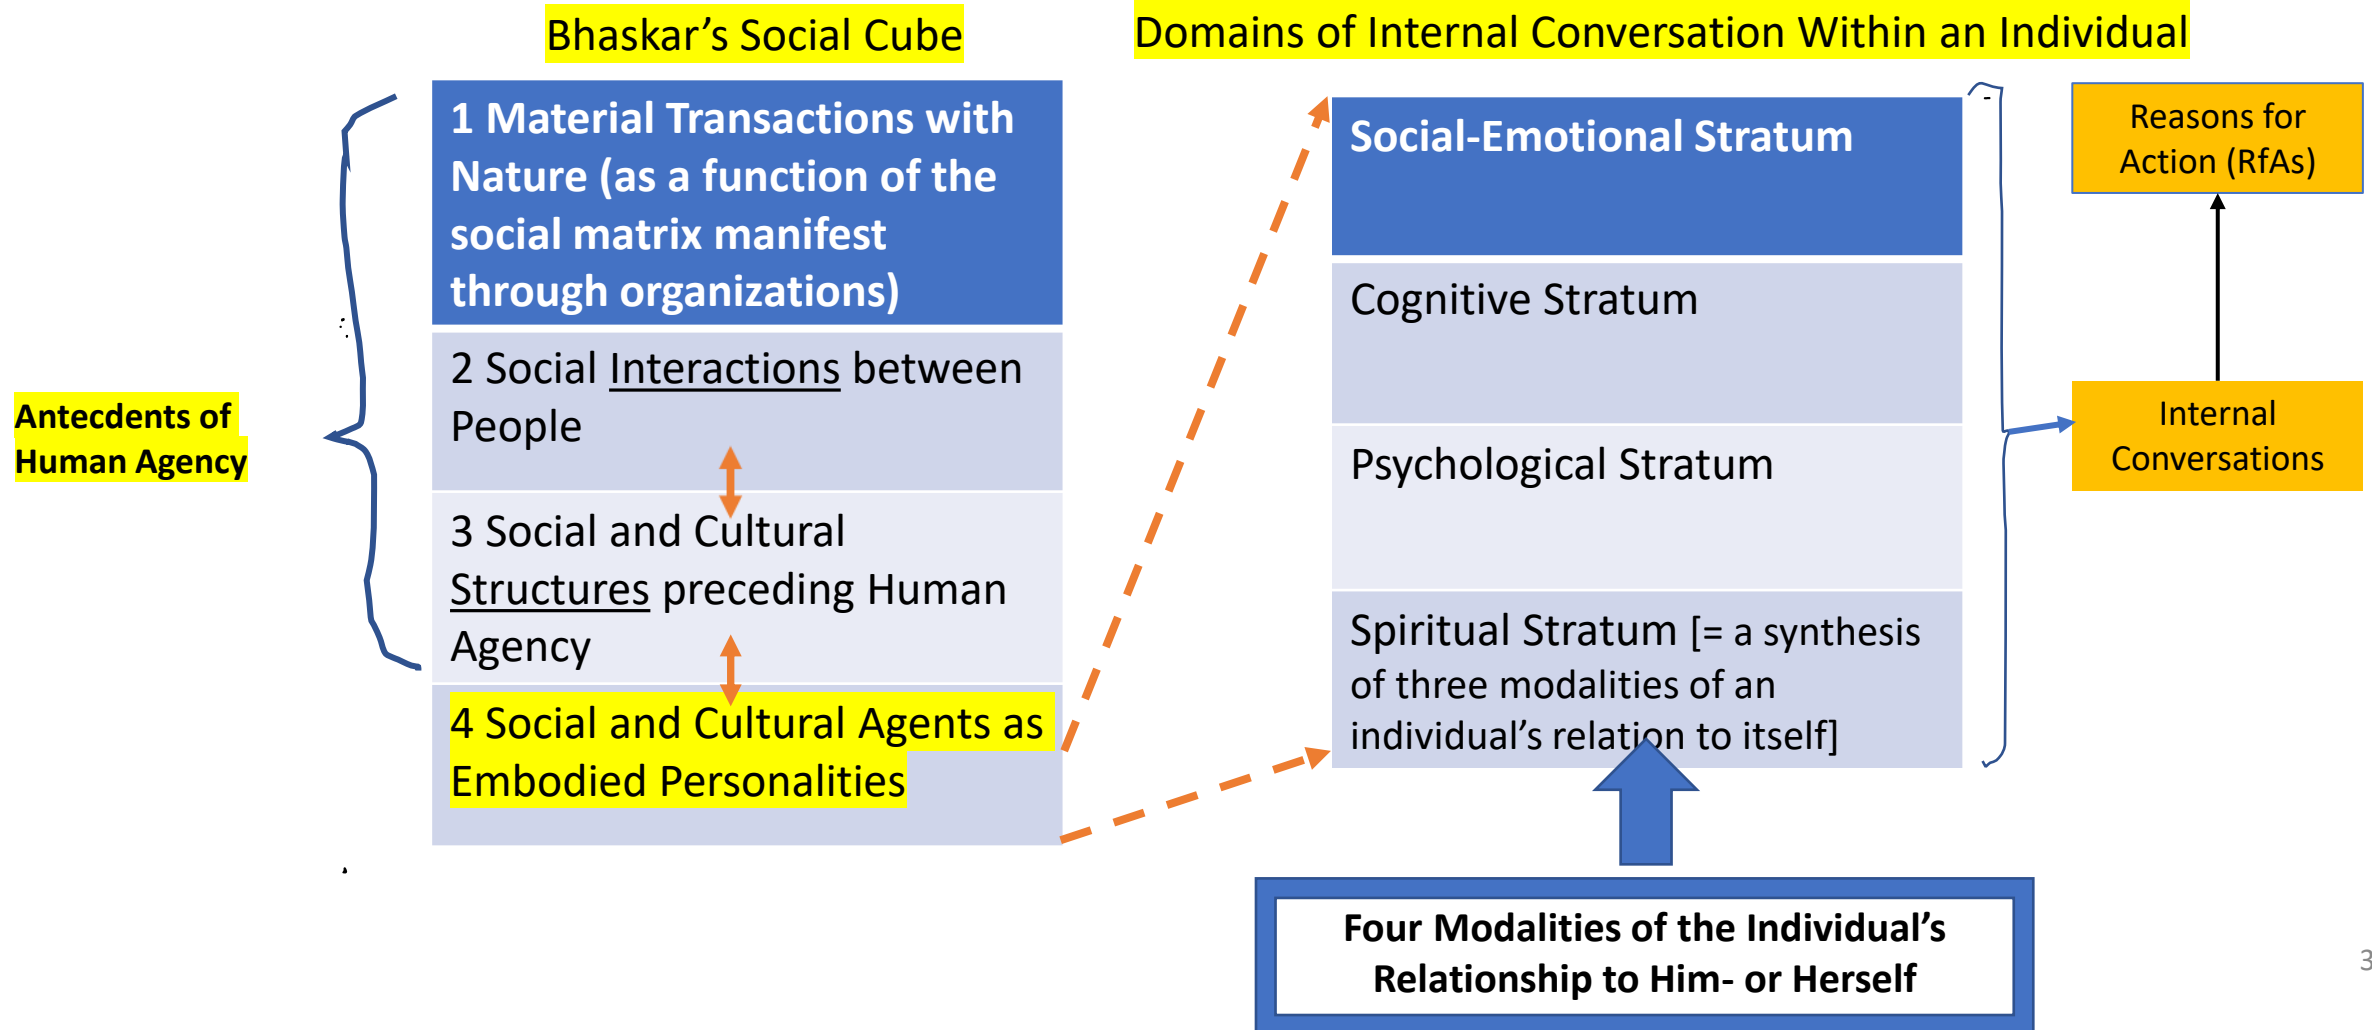 Bhaskar’s Social Cube
Domains of Internal Conversation Within an Individual
Antecdents of
Human Agency
1 Material Transactions with
Nature (as a function of the
social matrix manifest
through organizations)
2 Social Interactions between
People
3 Social and Cultural
Structures preceding Human
Agency
4 Social and Cultural Agents as
Embodied Personalities
Social-Emotional Stratum
Cognitive Stratum
Psychological Stratum
Spiritual Stratum [= a synthesis
of three modalities of an
individual’s relation to itself]
Reasons for
Action (RfAs)
Internal
Conversations
Four Modalities of the Individual’s
Relationship to Him- or Herself
3